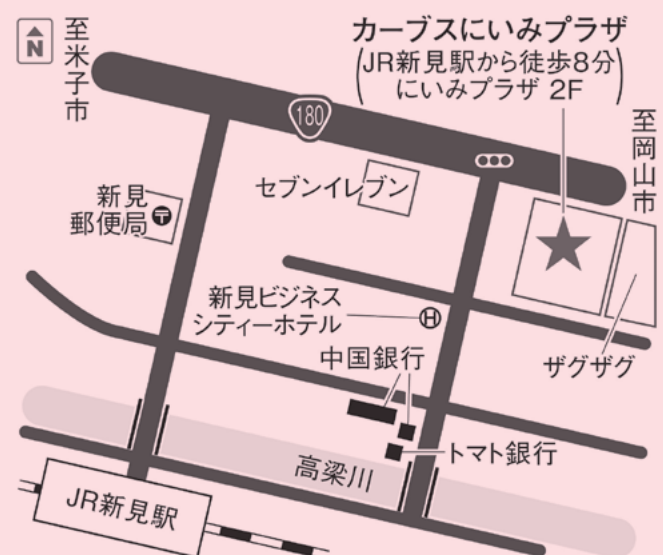 N
至米子市
カーブスにいみプラザ
(JR新見駅から徒歩8分
にいみプラザ 2F)
180
至岡山市
セブンイレブン
新見
郵便局
〒
新見ビジネス
シティーホテル
H
中国銀行
ザグザグ
トマト銀行
高梁川
JR新見駅